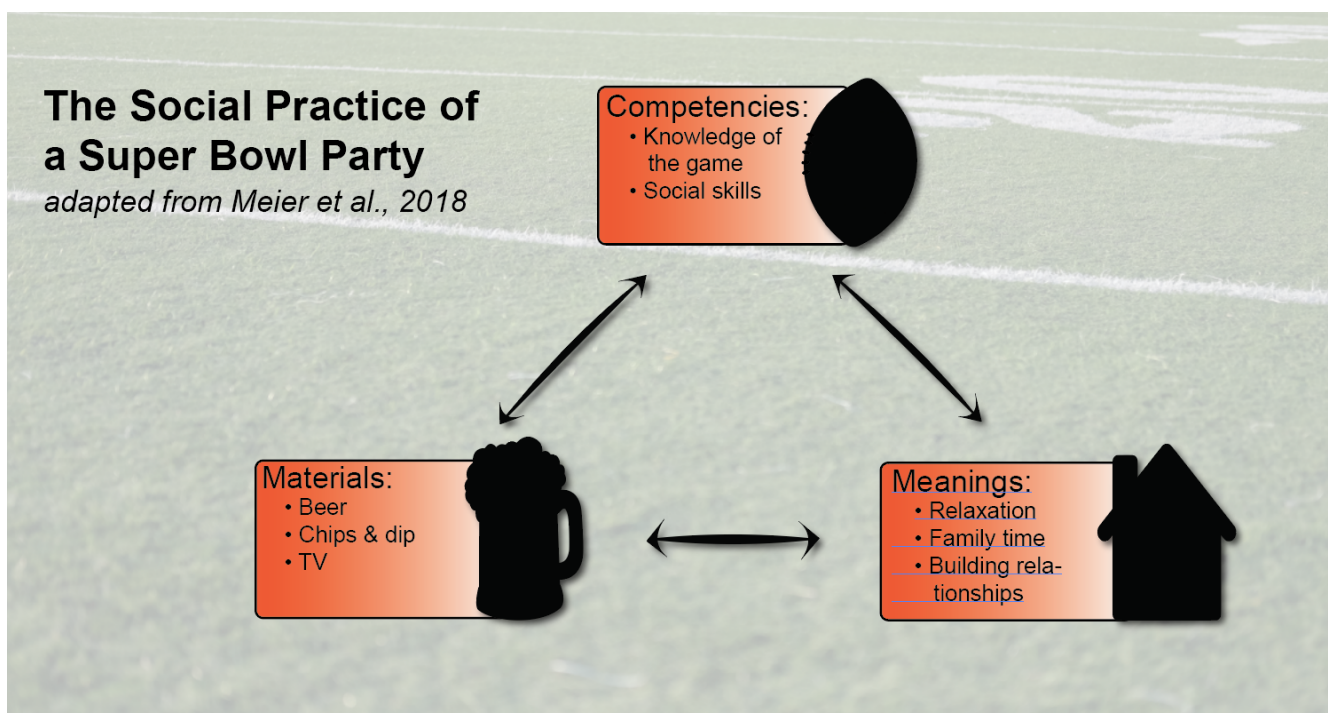 The Social Practice of
a Super Bowl Party
adapted from Meier et al., 2018
Competencies:
• Knowledge of
the game
• Social skills
Materials:
• Beer
• Chips & dip
• TV
Meanings:
• Relaxation
• Family time
• Building rela-
tionships